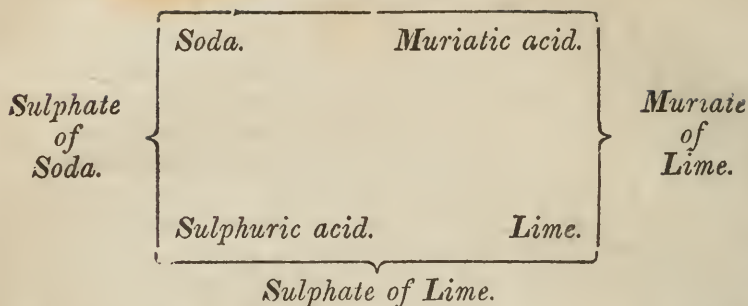 Soda. Muriatic acid.
Sulphate
of
Soda.
Muriate
of
Lime.
Sulphuric acid. Lime.
Sulphate of Lime.